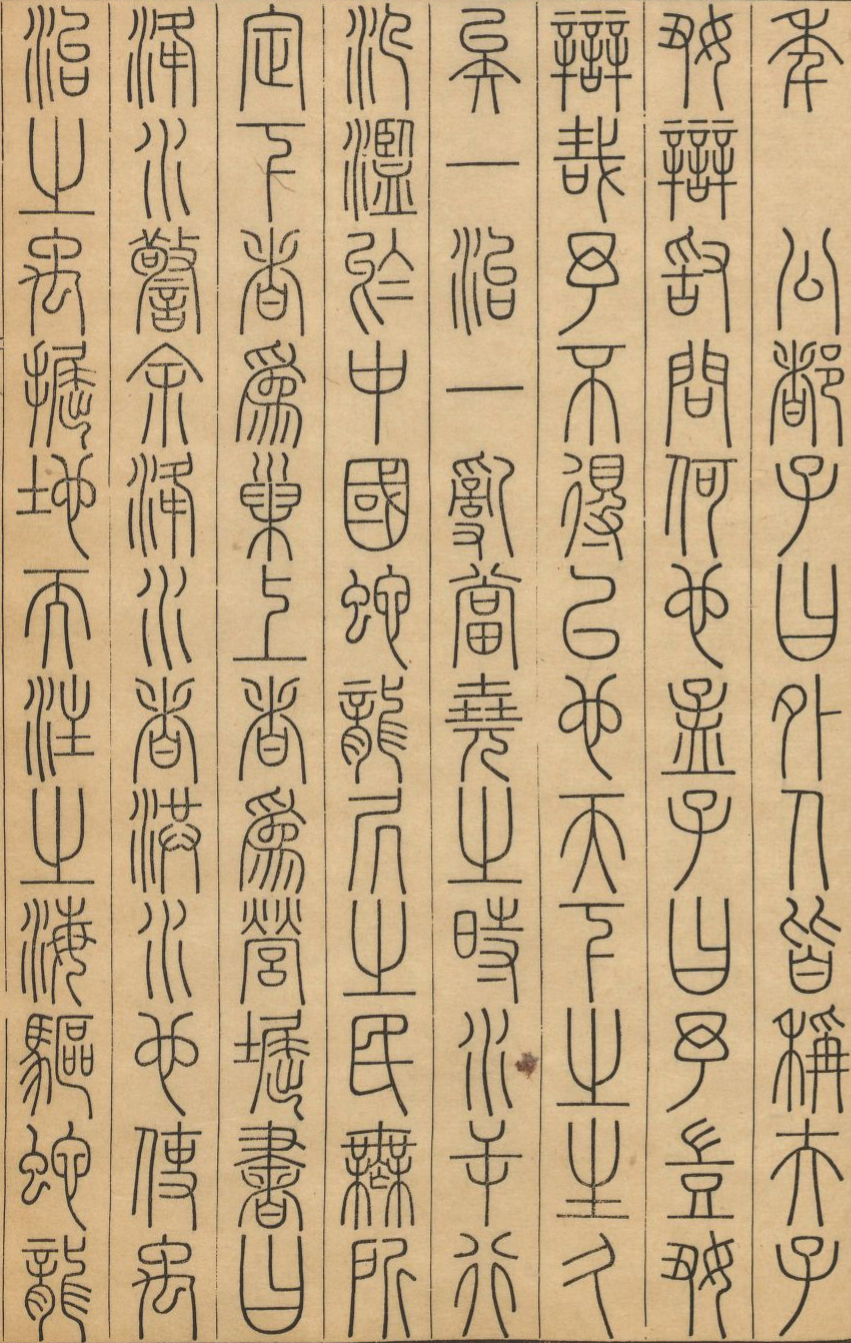 年　公都子曰外人皆稱夫子
好辯敢問何也孟子曰予豈好
辯哉予不得已也天下之生久
矣一治一亂當堯之時水逆行
氾濫於中國蛇龍居之民無所
定下者為巢上者為營窟書曰
洚水警余洚水者洪水也使禹
治之禹掘地而注之海驅蛇龍